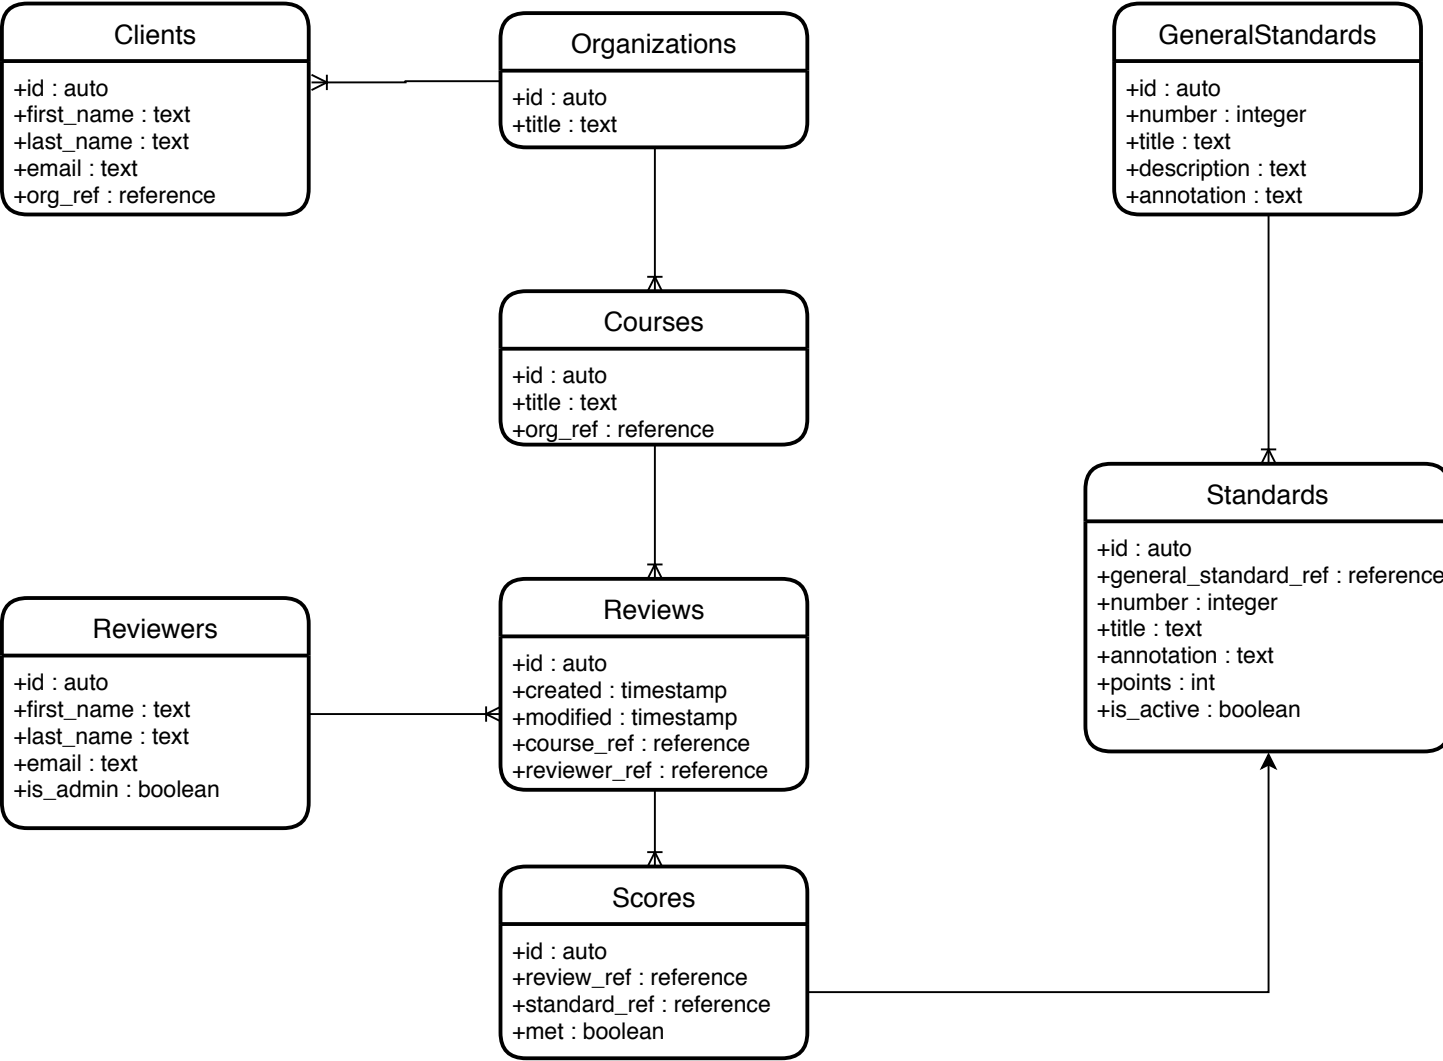 Clients
+id : auto
+first_name : text
+last_name : text
+email : text
+org_ref : reference
Organizations
+id : auto
+title : text
GeneralStandards
+id : auto
+number : integer
+title : text
+description : text
+annotation : text
Courses
+id : auto
+title : text
+org_ref : reference
Standards
+id : auto
+general_standard_ref : reference
+number : integer
+title : text
+annotation : text
+points : int
+is_active : boolean
Reviewers
+id : auto
+first_name : text
+last_name : text
+email : text
+is_admin : boolean
Reviews
+id : auto
+created : timestamp
+modified : timestamp
+course_ref : reference
+reviewer_ref : reference
Scores
+id : auto
+review_ref : reference
+standard_ref : reference
+met : boolean